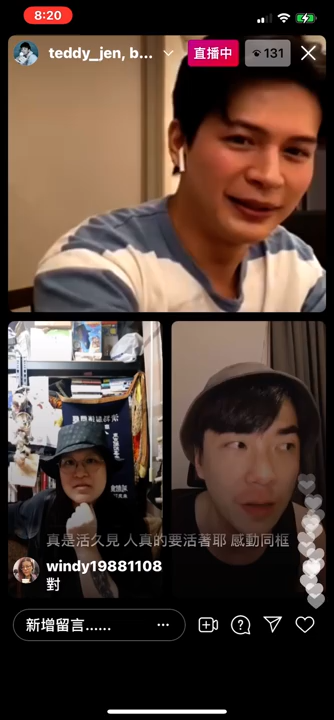 8:20
teddy_jen, b...
直播中
131
真是活久見 人真的要活著耶 感動同框
windy19881108
對
新增留言......